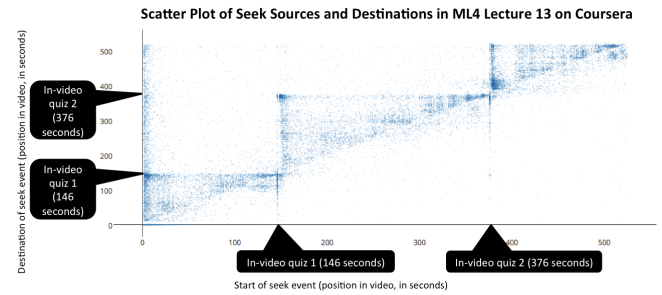 Scatter Plot of Seek Sources and Destinations in ML4 Lecture 13 on Coursera
Destination of seek event (position in video, in seconds)
500
400
300
200
100
0
In-video
quiz 2
(376
seconds)
In-video
quiz 1
(146
seconds)
0
100
200
300
400
500
In-video quiz 1 (146 seconds)
In-video quiz 2 (376 seconds)
Start of seek event (position in video, in seconds)